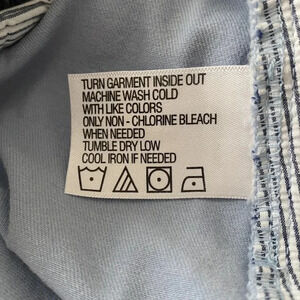 TURN GARMENT INSIDE OUT
MACHINE WASH COLD
WITH LIKE COLORS
ONLY NON - CHLORINE BLEACH
WHEN NEEDED
TUMBLE DRY LOW
COOL IRON IF NEEDED